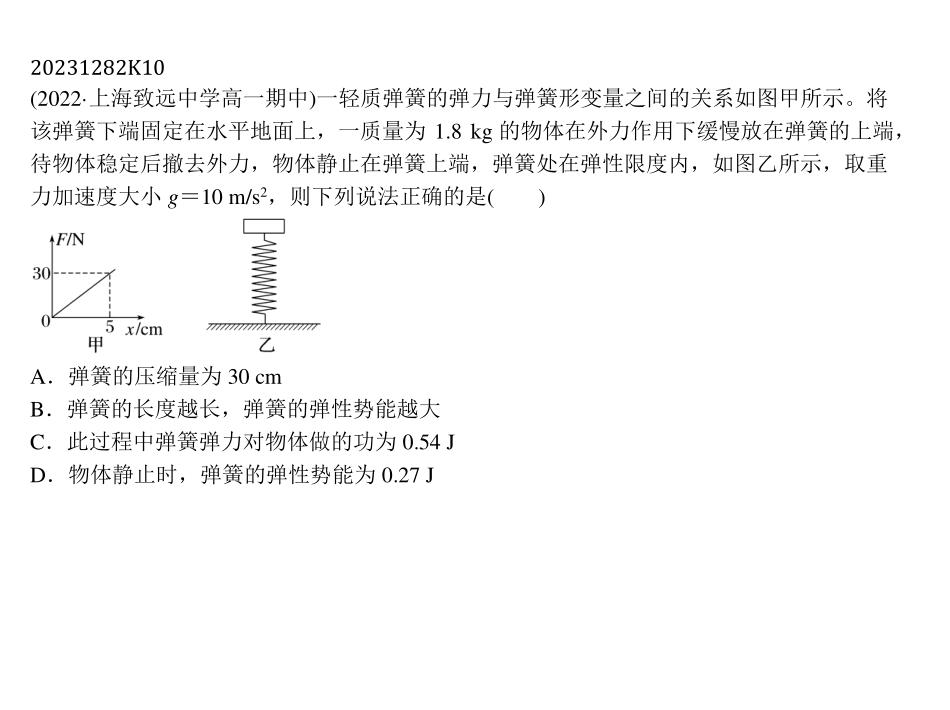 20231282K10
(2022·上海致远中学高一期中)一轻质弹簧的弹力与弹簧形变量之间的关系如图甲所示。将
该弹簧下端固定在水平地面上，一质量为 1.8 kg 的物体在外力作用下缓慢放在弹簧的上端，
待物体稳定后撤去外力，物体静止在弹簧上端，弹簧处在弹性限度内，如图乙所示，取重
力加速度大小 g＝10 m/s²，则下列说法正确的是(　　)
F/N
30
0
5
x/cm
甲
乙
A．弹簧的压缩量为 30 cm
B．弹簧的长度越长，弹簧的弹性势能越大
C．此过程中弹簧弹力对物体做的功为 0.54 J
D．物体静止时，弹簧的弹性势能为 0.27 J